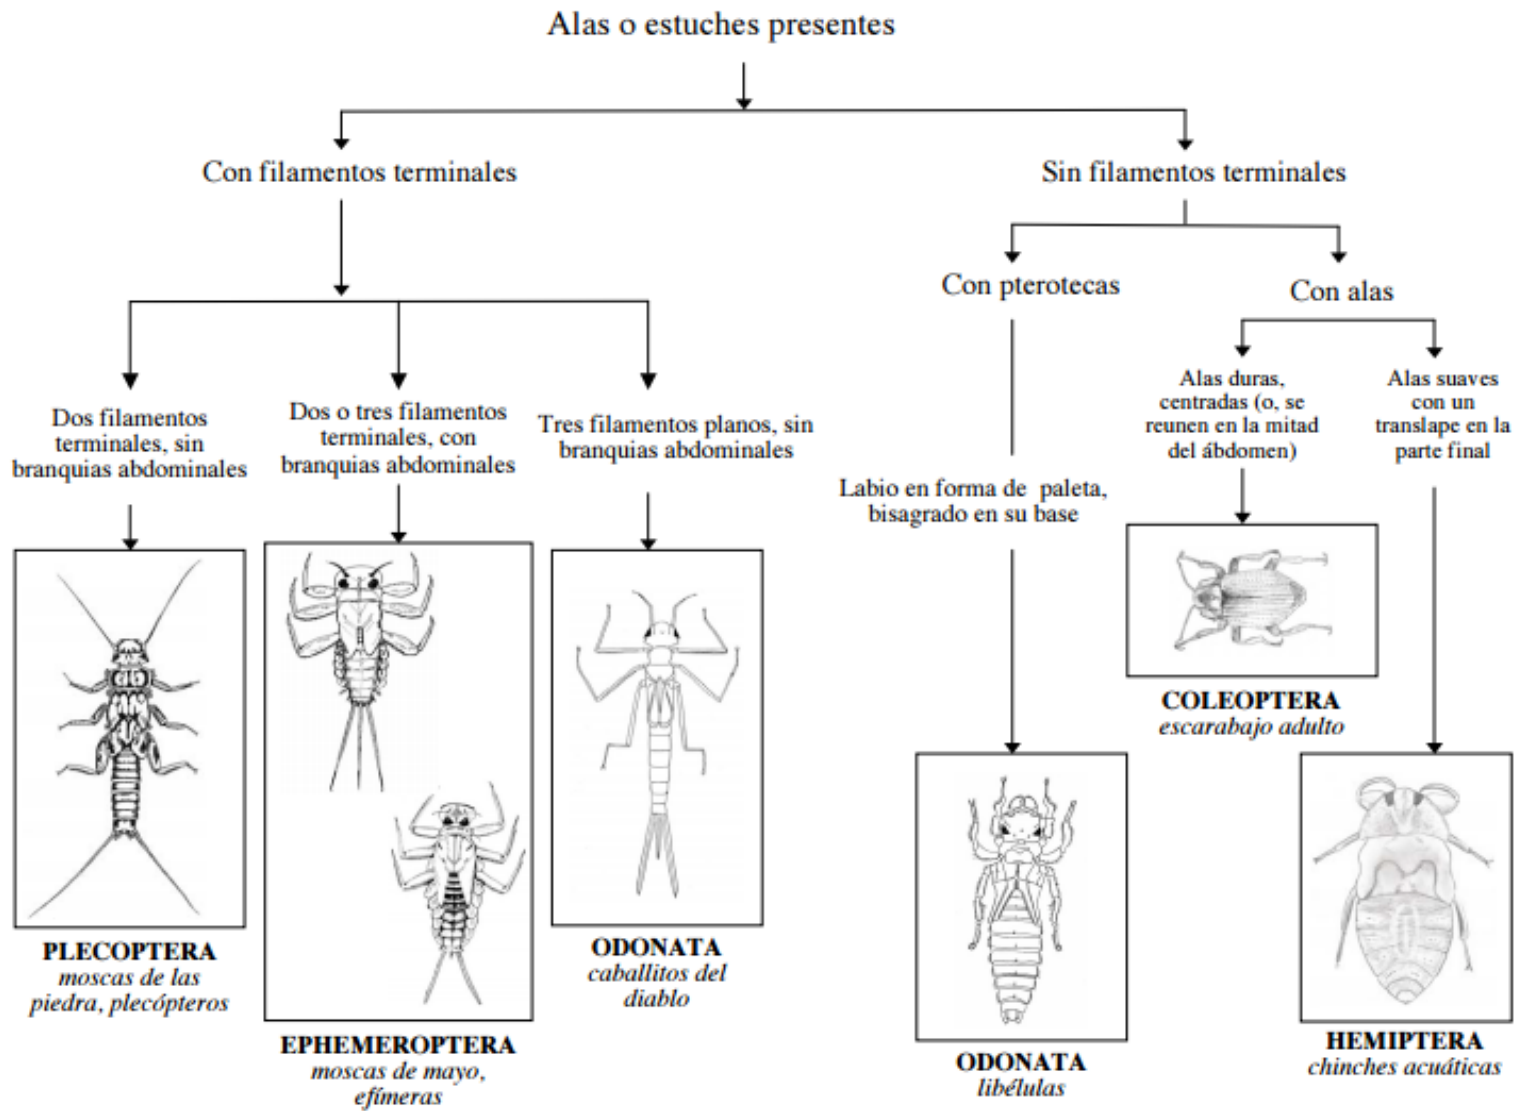 Alas o estuches presentes
Con filamentos terminales
Sin filamentos terminales
Con pterotecas
Con alas
Dos filamentos
terminales, sin
branquias abdominales
Dos o tres filamentos
terminales, con
branquias abdominales
Tres filamentos planos, sin
branquias abdominales
Labio en forma de paleta,
bisagrado en su base
Alas duras,
centradas (o, se
reunen en la mitad
del ábdomen)
Alas suaves
con un
translape en la
parte final
PLECOPTERA
moscas de las
piedra, plecópteros
EPHEMEROPTERA
moscas de mayo,
efímeras
ODONATA
caballitos del
diablo
ODONATA
libélulas
COLEOPTERA
escarabajo adulto
HEMIPTERA
chinches acuáticas